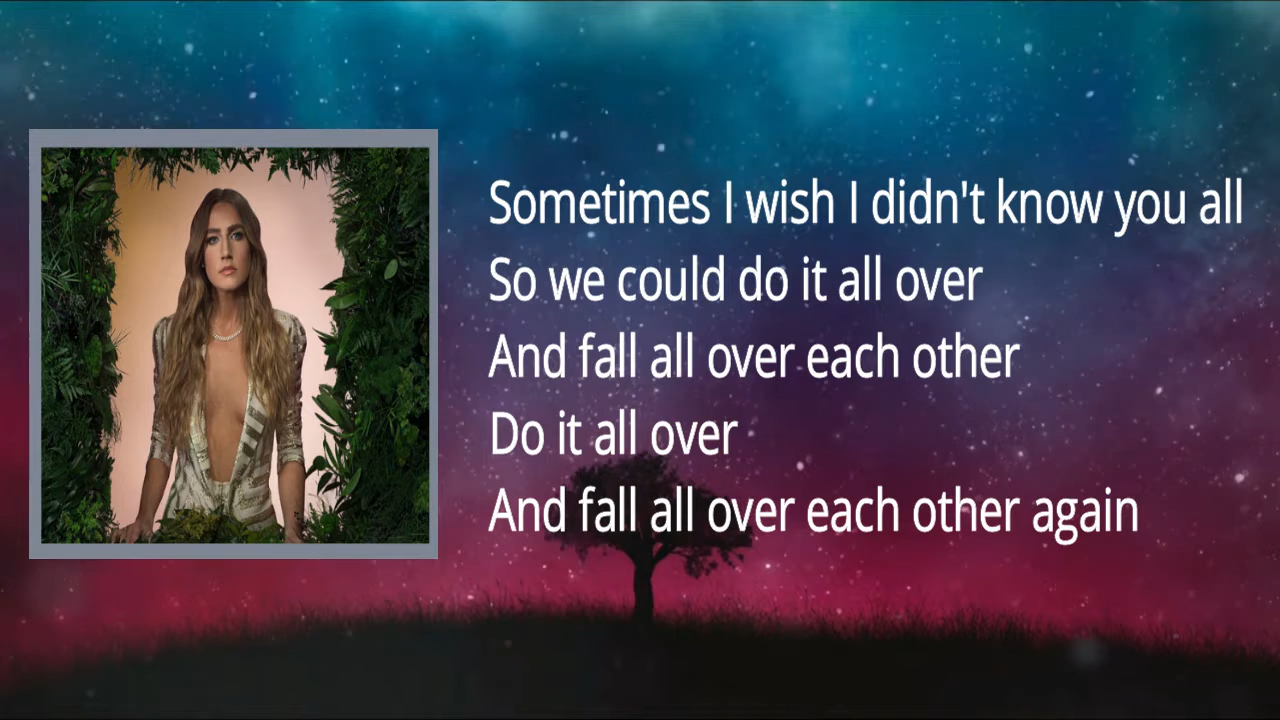 Sometimes I wish I didn't know you all
So we could do it all over
And fall all over each other
Do it all over
And fall all over each other again